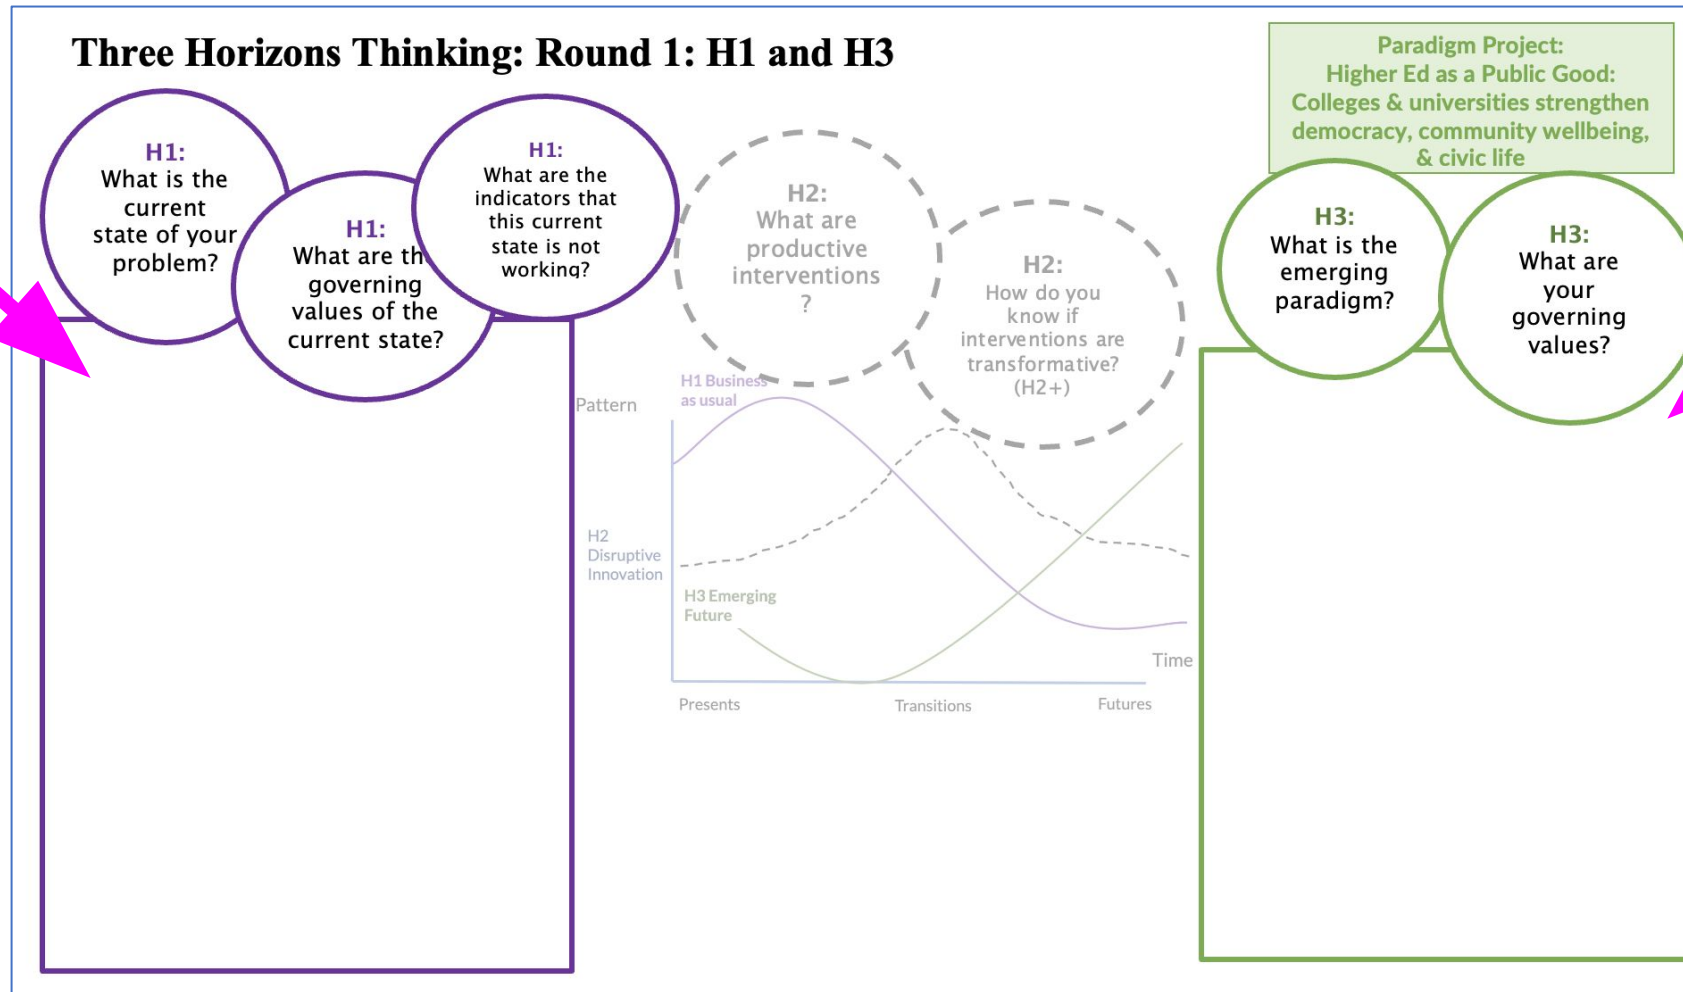 Three Horizons Thinking: Round 1: H1 and H3
Paradigm Project:
Higher Ed as a Public Good:
Colleges & universities strengthen
democracy, community wellbeing,
& civic life
H1:
What is the
current
state of your
problem?
H1:
What are th
governing
values of the
current state?
H1:
What are the
indicators that
this current
state is not
working?
H2:
What are
productive
interventions
?
H2:
How do you
know if
interventions are
transformative?
(H2+)
H3:
What is the
emerging
paradigm?
H3:
What are
your
governing
values?
Pattern
H1 Business
as usual
H2
Disruptive
Innovation
H3 Emerging
Future
Time
Presents
Transitions
Futures